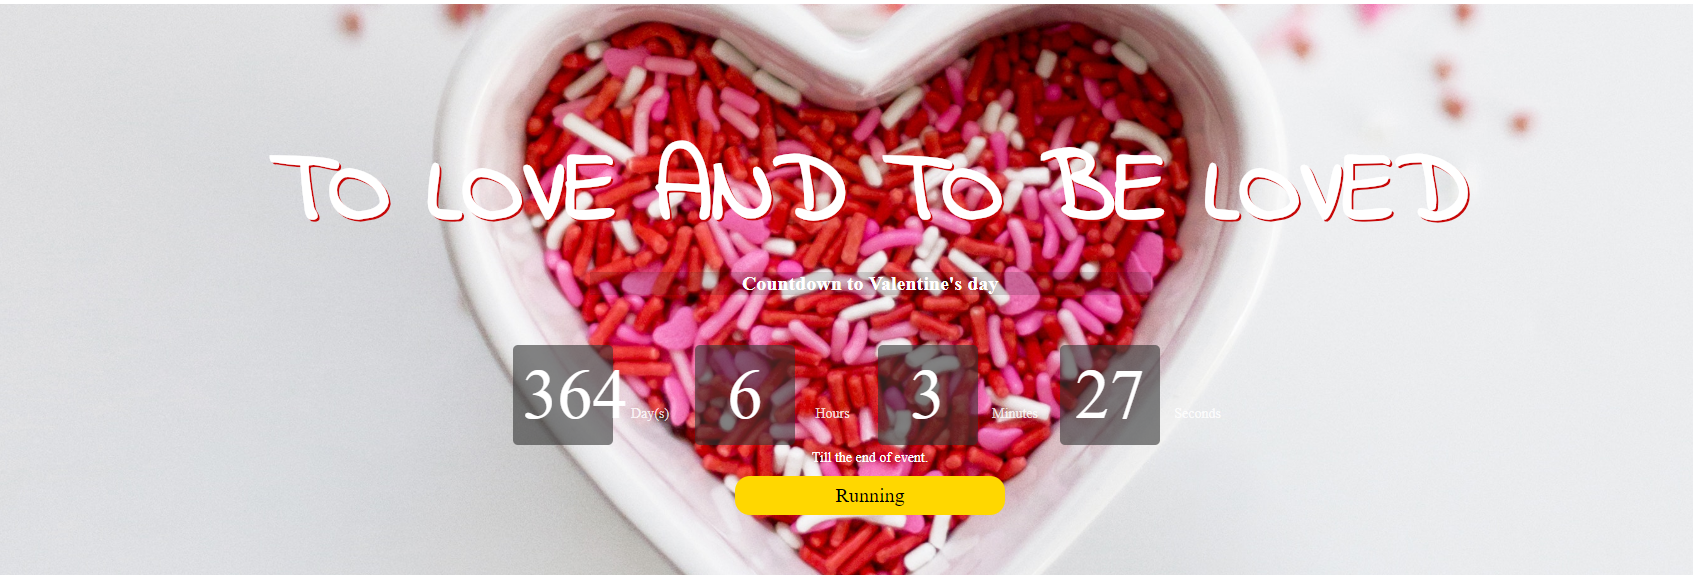 TO LOVE AND TO BE LOVED
Countdown to Valentine's day
364 Day(s) 6 Hours 3 Minutes 27 Seconds
Till the end of event.
Running